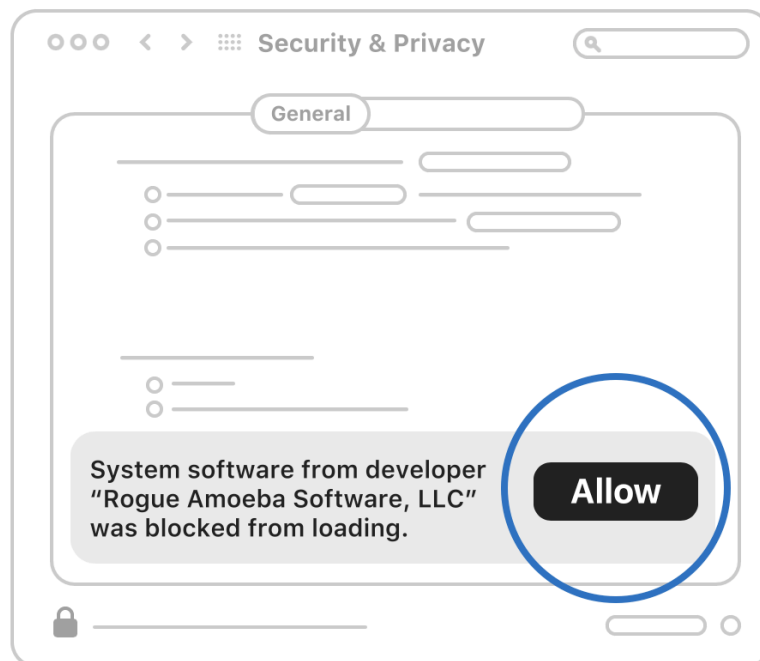 Security & Privacy
General
System software from developer
“Rogue Amoeba Software, LLC”
was blocked from loading.
Allow